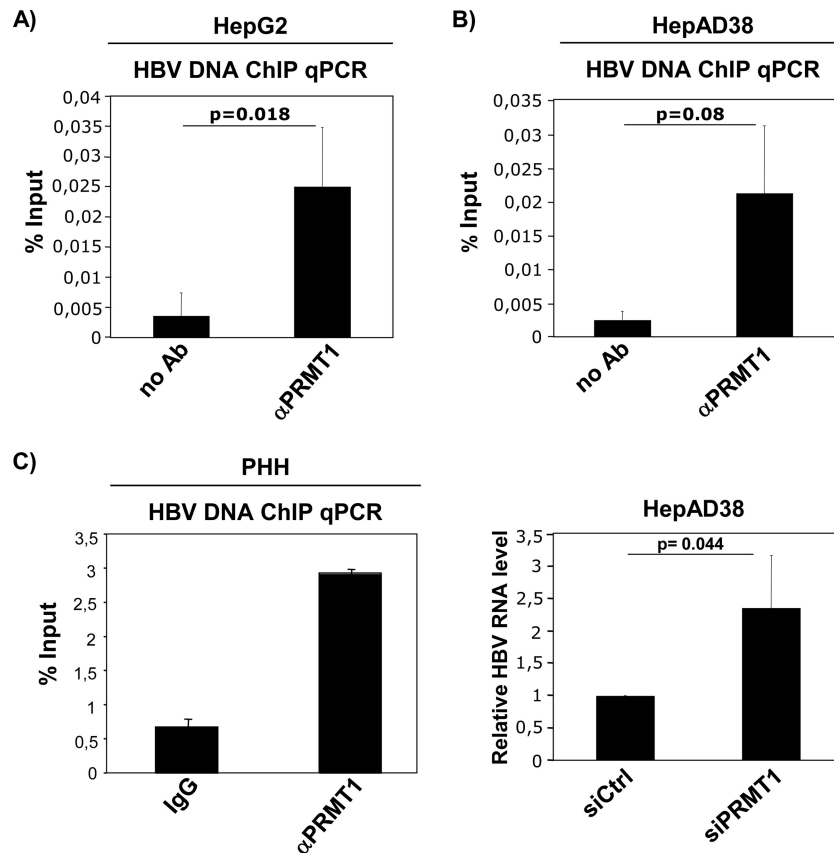 A)
HepG2
HBV DNA ChIP qPCR
% Input
0,04
0,035
0,03
0,025
0,02
0,015
0,01
0,005
0
p=0.018
no Ab
αPRMT1
B)
HepAD38
HBV DNA ChIP qPCR
% Input
0,035
0,03
0,025
0,02
0,015
0,01
0,005
0
p=0.08
no Ab
αPRMT1
C)
PHH
HBV DNA ChIP qPCR
% Input
3,5
3
2,5
2
1,5
1
0,5
0
IgG
αPRMT1
HepAD38
Relative HBV RNA level
3,5
3
2,5
2
1,5
1
0,5
0
p= 0.044
siCtrl
siPRMT1